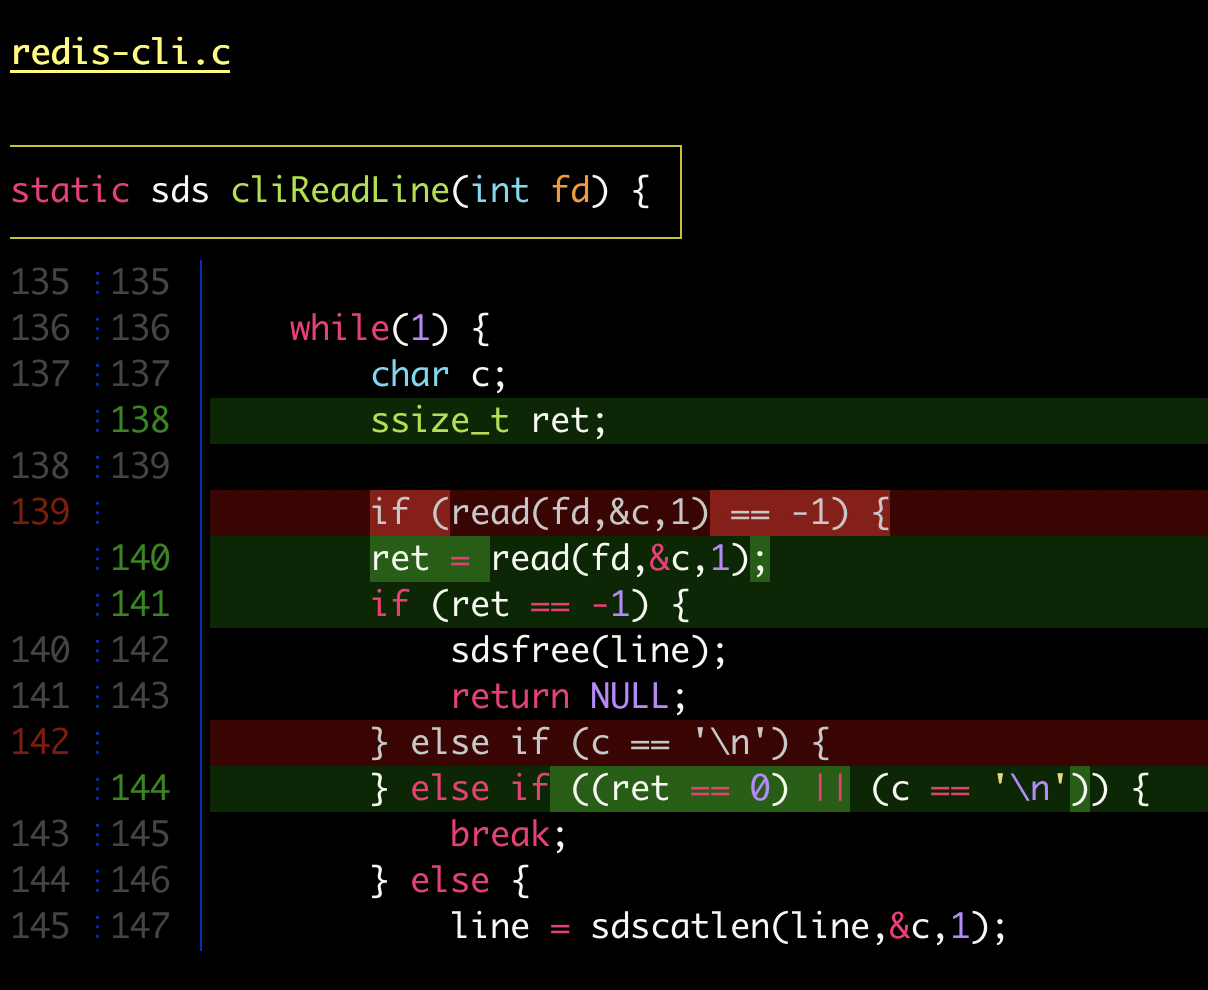 redis-cli.c
static sds cliReadLine(int fd) {
135 ⋮135
136 ⋮136     while(1) {
137 ⋮137         char c;
    ⋮138         ssize_t ret;
138 ⋮139
139 ⋮            if (read(fd,&c,1) == -1) {
    ⋮140         ret = read(fd,&c,1);
    ⋮141         if (ret == -1) {
140 ⋮142             sdsfree(line);
141 ⋮143             return NULL;
142 ⋮            } else if (c == '\n') {
    ⋮144         } else if ((ret == 0) || (c == '\n')) {
143 ⋮145             break;
144 ⋮146         } else {
145 ⋮147             line = sdscatlen(line,&c,1);